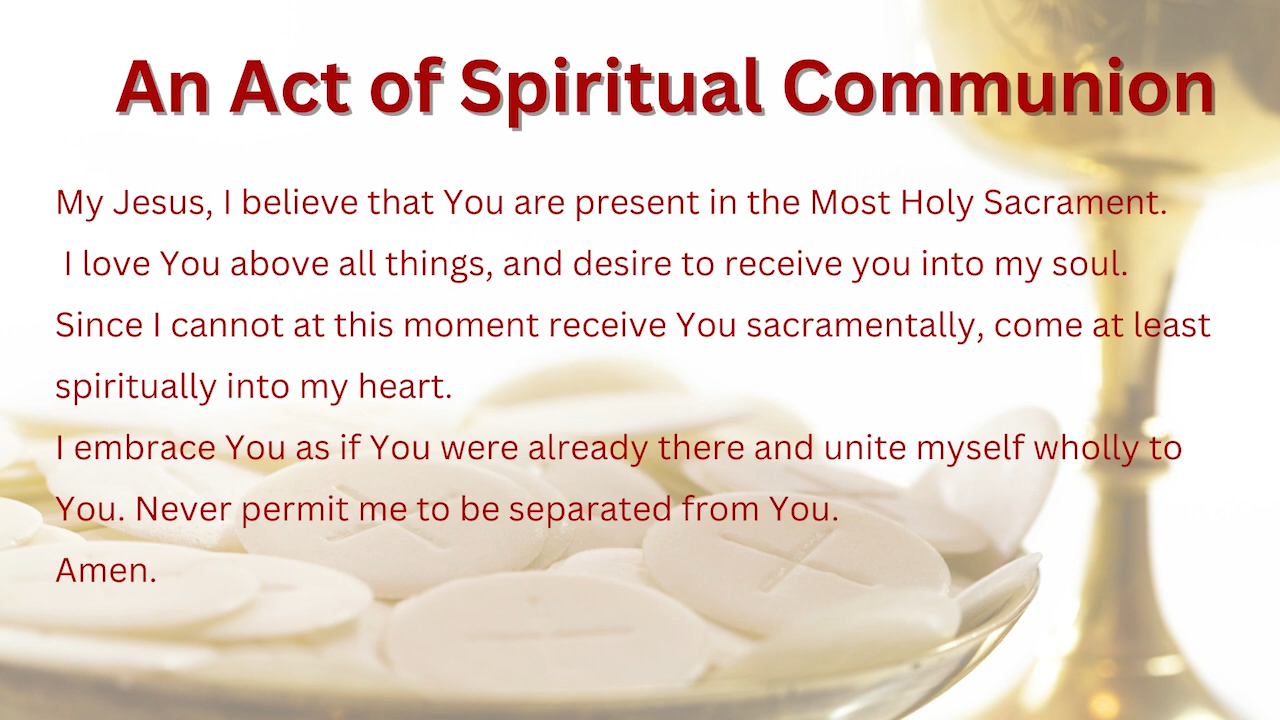 An Act of Spiritual Communion
My Jesus, I believe that You are present in the Most Holy Sacrament.
I love You above all things, and desire to receive you into my soul.
Since I cannot at this moment receive You sacramentally, come at least
spiritually into my heart.
I embrace You as if You were already there and unite myself wholly to
You. Never permit me to be separated from You.
Amen.